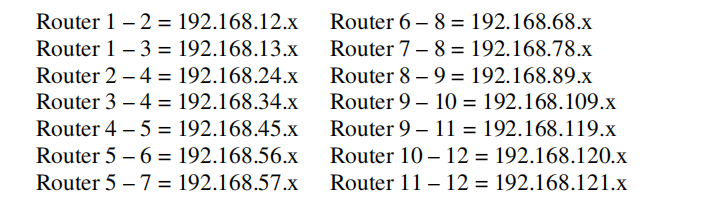 Router 1 – 2 = 192.168.12.x
Router 1 – 3 = 192.168.13.x
Router 2 – 4 = 192.168.24.x
Router 3 – 4 = 192.168.34.x
Router 4 – 5 = 192.168.45.x
Router 5 – 6 = 192.168.56.x
Router 5 – 7 = 192.168.57.x
Router 6 – 8 = 192.168.68.x
Router 7 – 8 = 192.168.78.x
Router 8 – 9 = 192.168.89.x
Router 9 – 10 = 192.168.109.x
Router 9 – 11 = 192.168.119.x
Router 10 – 12 = 192.168.120.x
Router 11 – 12 = 192.168.121.x